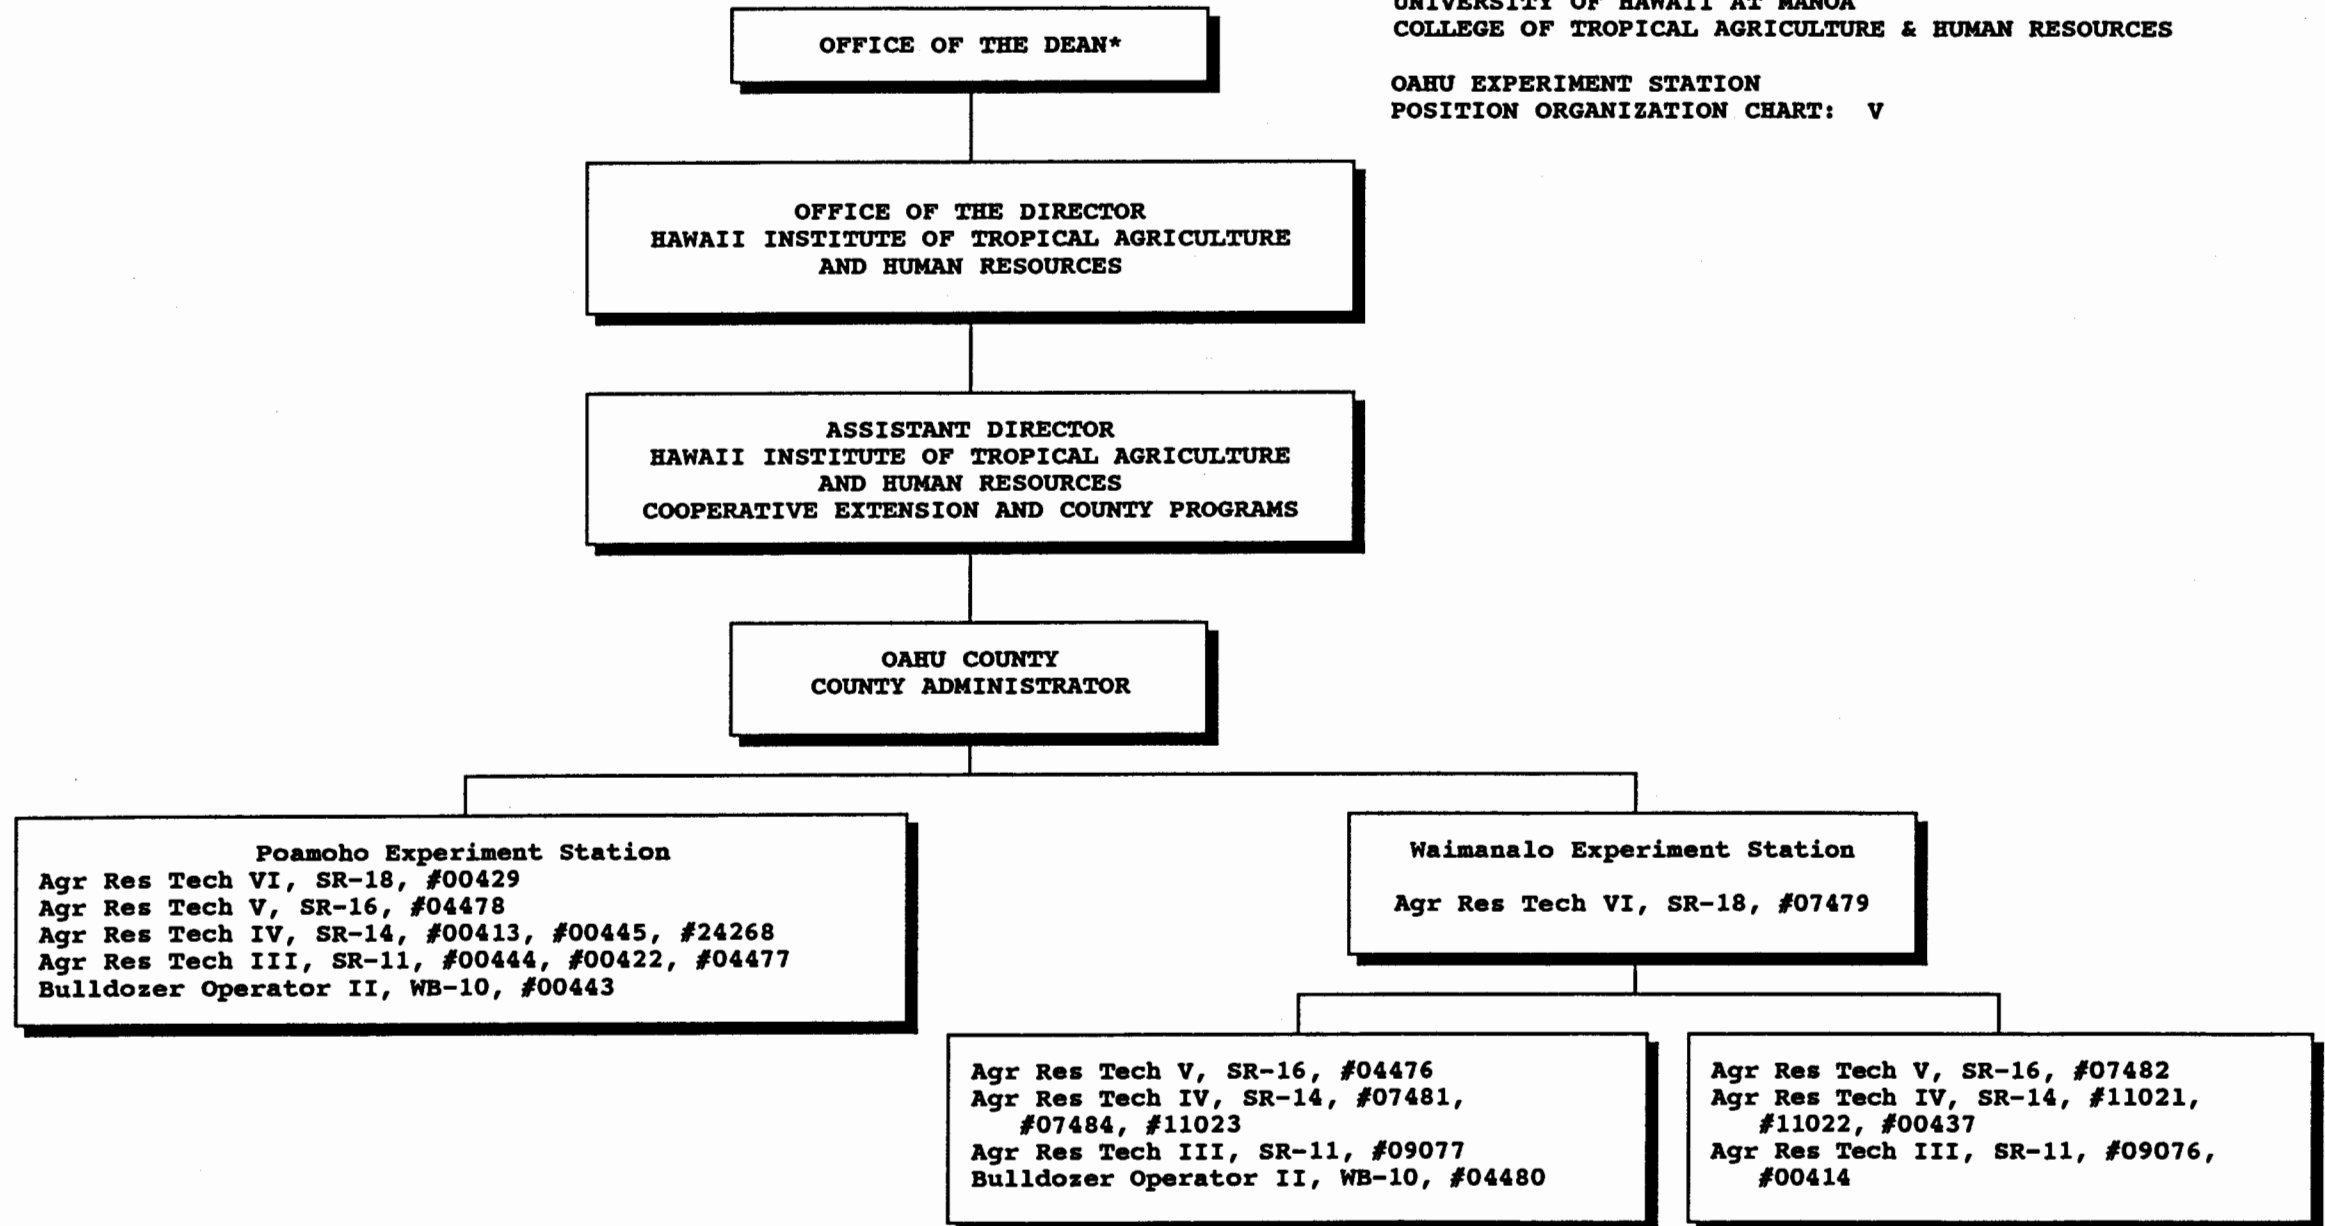 UNIVERSITY OF HAWAII AT MANOA
COLLEGE OF TROPICAL AGRICULTURE & HUMAN RESOURCES
OAHU EXPERIMENT STATION
POSITION ORGANIZATION CHART: V
OFFICE OF THE DEAN*
OFFICE OF THE DIRECTOR
HAWAII INSTITUTE OF TROPICAL AGRICULTURE
AND HUMAN RESOURCES
ASSISTANT DIRECTOR
HAWAII INSTITUTE OF TROPICAL AGRICULTURE
AND HUMAN RESOURCES
COOPERATIVE EXTENSION AND COUNTY PROGRAMS
OAHU COUNTY
COUNTY ADMINISTRATOR
Poamoho Experiment Station
Agr Res Tech VI, SR-18, #00429
Agr Res Tech V, SR-16, #04478
Agr Res Tech IV, SR-14, #00413, #00445, #24268
Agr Res Tech III, SR-11, #00444, #00422, #04477
Bulldozer Operator II, WB-10, #00443
Waimanalo Experiment Station
Agr Res Tech VI, SR-18, #07479
Agr Res Tech V, SR-16, #04476
Agr Res Tech IV, SR-14, #07481,
#07484, #11023
Agr Res Tech III, SR-11, #09077
Bulldozer Operator II, WB-10, #04480
Agr Res Tech V, SR-16, #07482
Agr Res Tech IV, SR-14, #11021,
#11022, #00437
Agr Res Tech III, SR-11, #09076,
#00414